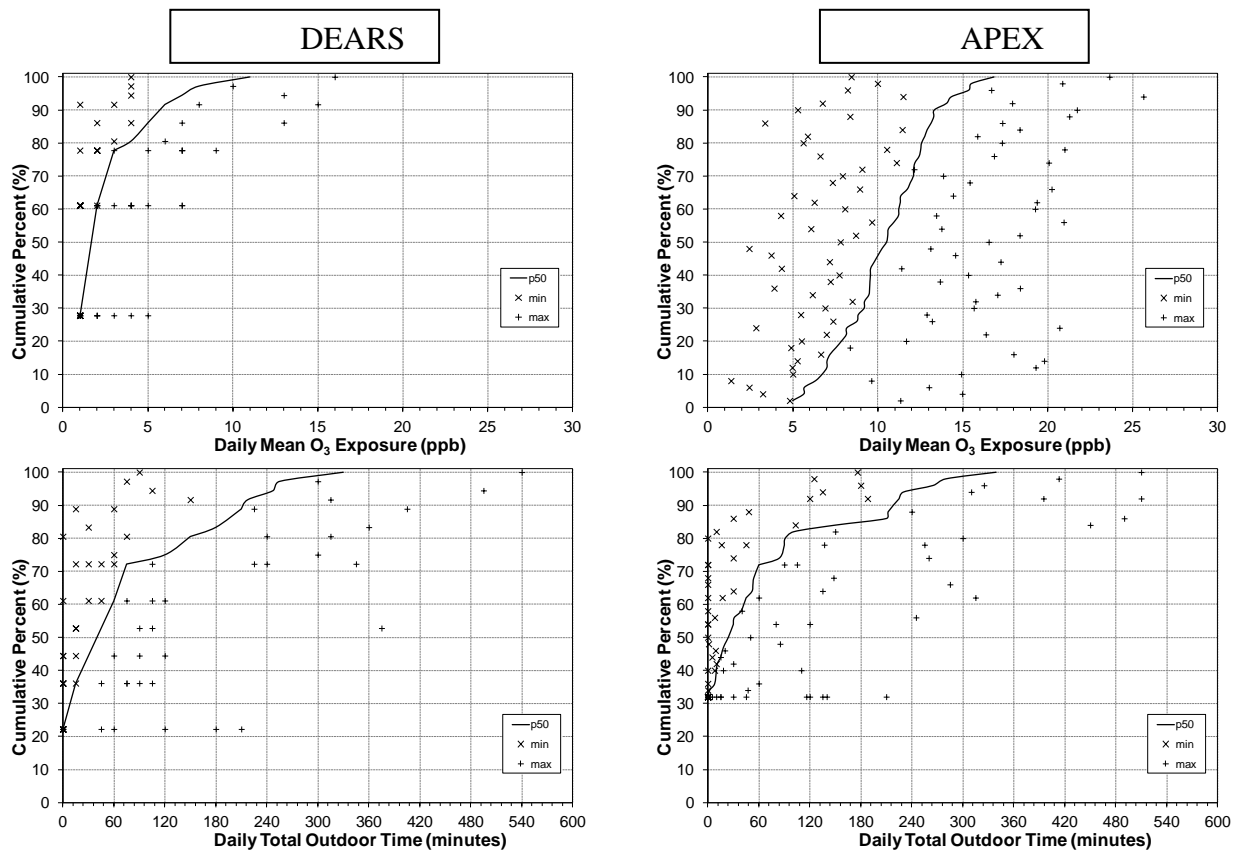 DEARS
APEX
Cumulative Percent (%)
100
90
80
70
60
50
40
30
20
10
0
p50
min
max
0 5 10 15 20 25 30
Daily Mean O3 Exposure (ppb)
Cumulative Percent (%)
100
90
80
70
60
50
40
30
20
10
0
p50
min
max
0 5 10 15 20 25 30
Daily Mean O3 Exposure (ppb)
Cumulative Percent (%)
100
90
80
70
60
50
40
30
20
10
0
p50
min
max
0 60 120 180 240 300 360 420 480 540 600
Daily Total Outdoor Time (minutes)
Cumulative Percent (%)
100
90
80
70
60
50
40
30
20
10
0
p50
min
max
0 60 120 180 240 300 360 420 480 540 600
Daily Total Outdoor Time (minutes)